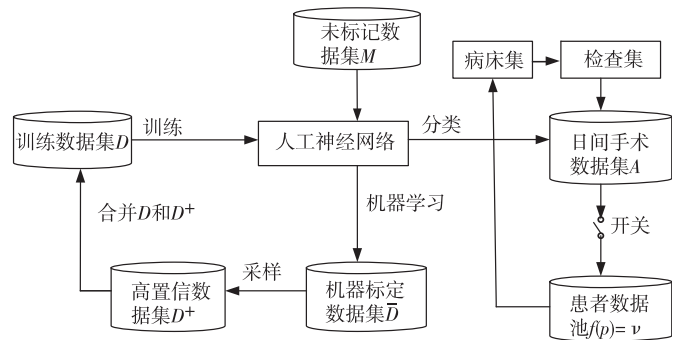 未标记数
据集M
病床集
检查集
训练数据集D
训练
人工神经网络
分类
日间手术
数据集A
机器学习
开关
合并D和D⁺
采样
高置信数
据集D⁺
机器标定
数据集D̅
患者数据
池f(p)= ν